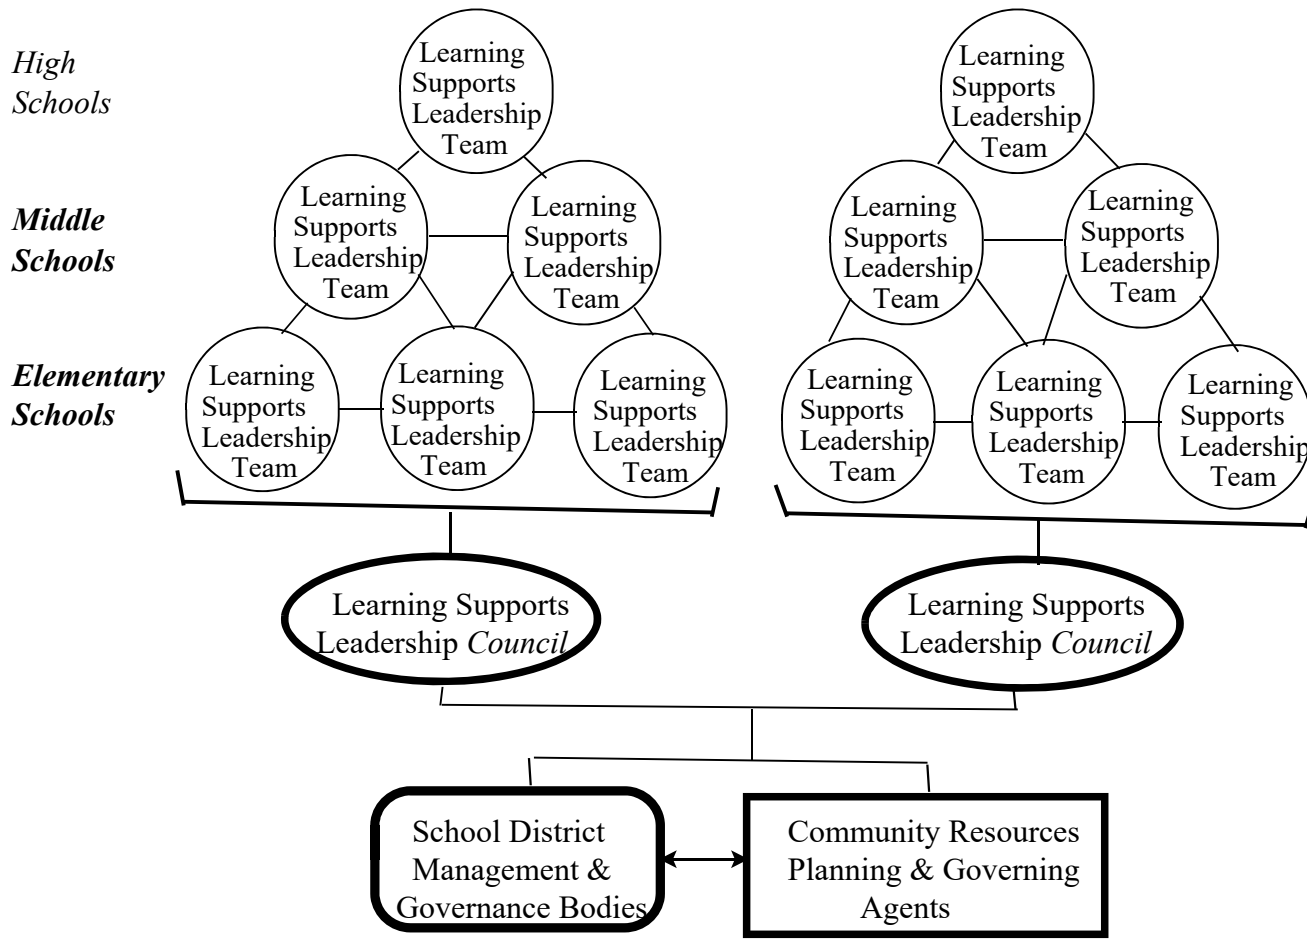 High
Schools
Learning
Supports
Leadership
Team
Learning
Supports
Leadership
Team
Middle
Schools
Learning
Supports
Leadership
Team
Learning
Supports
Leadership
Team
Learning
Supports
Leadership
Team
Learning
Supports
Leadership
Team
Elementary
Schools
Learning
Supports
Leadership
Team
Learning
Supports
Leadership
Team
Learning
Supports
Leadership
Team
Learning
Supports
Leadership
Team
Learning
Supports
Leadership
Team
Learning
Supports
Leadership
Team
Learning Supports
Leadership Council
Learning Supports
Leadership Council
School District
Management &
Governance Bodies
Community Resources
Planning & Governing
Agents